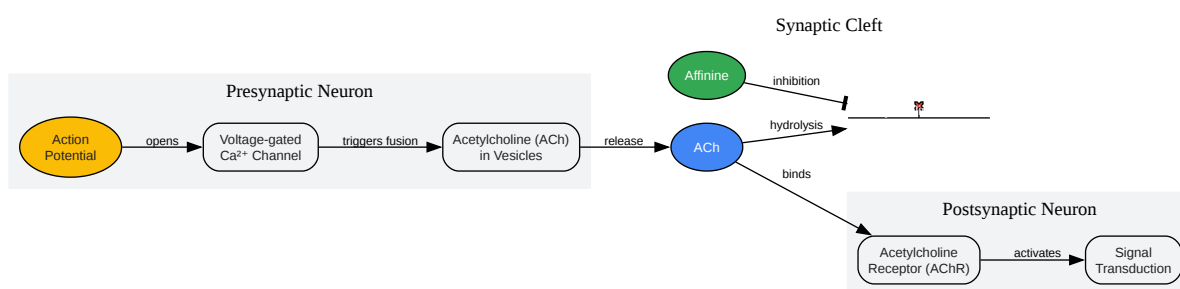 Synaptic Cleft
Presynaptic Neuron
Affinine
inhibition
Action
Potential
opens
Voltage-gated
Ca²⁺ Channel
triggers fusion
Acetylcholine (ACh)
in Vesicles
release
ACh
hydrolysis
binds
Postsynaptic Neuron
Acetylcholine
Receptor (AChR)
activates
Signal
Transduction